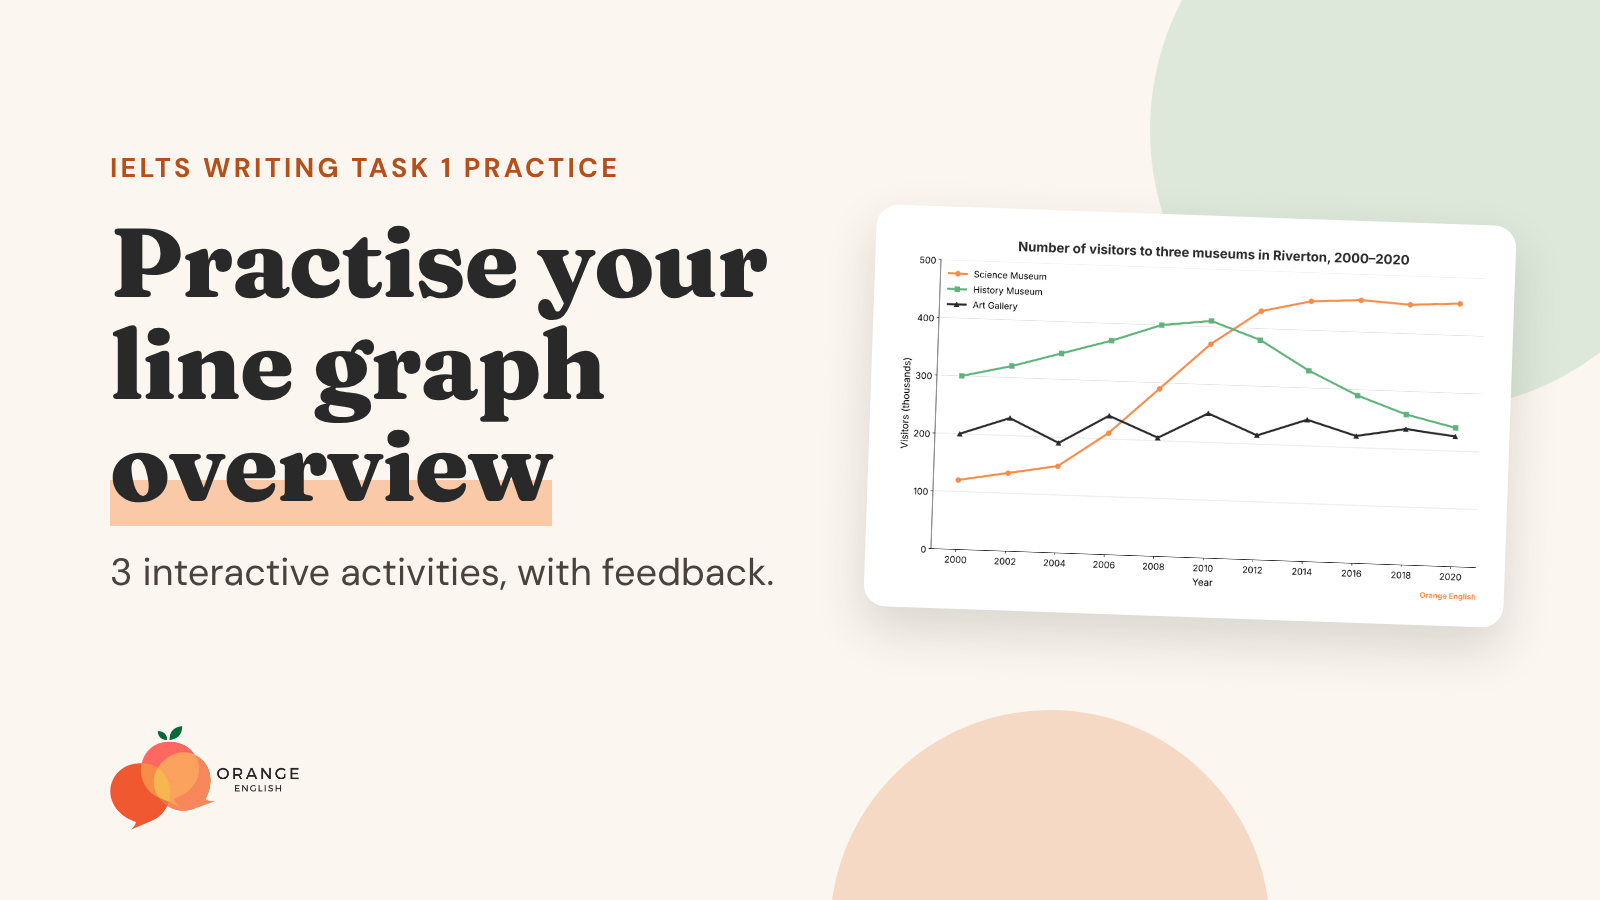 IELTS WRITING TASK 1 PRACTICE
Practise your
line graph
overview
3 interactive activities, with feedback.
ORANGE
ENGLISH
Number of visitors to three museums in Riverton, 2000–2020
Science Museum
History Museum
Art Gallery
Visitors (thousands)
500
400
300
200
100
0
2000 2002 2004 2006 2008 2010 2012 2014 2016 2018 2020
Year
Orange English